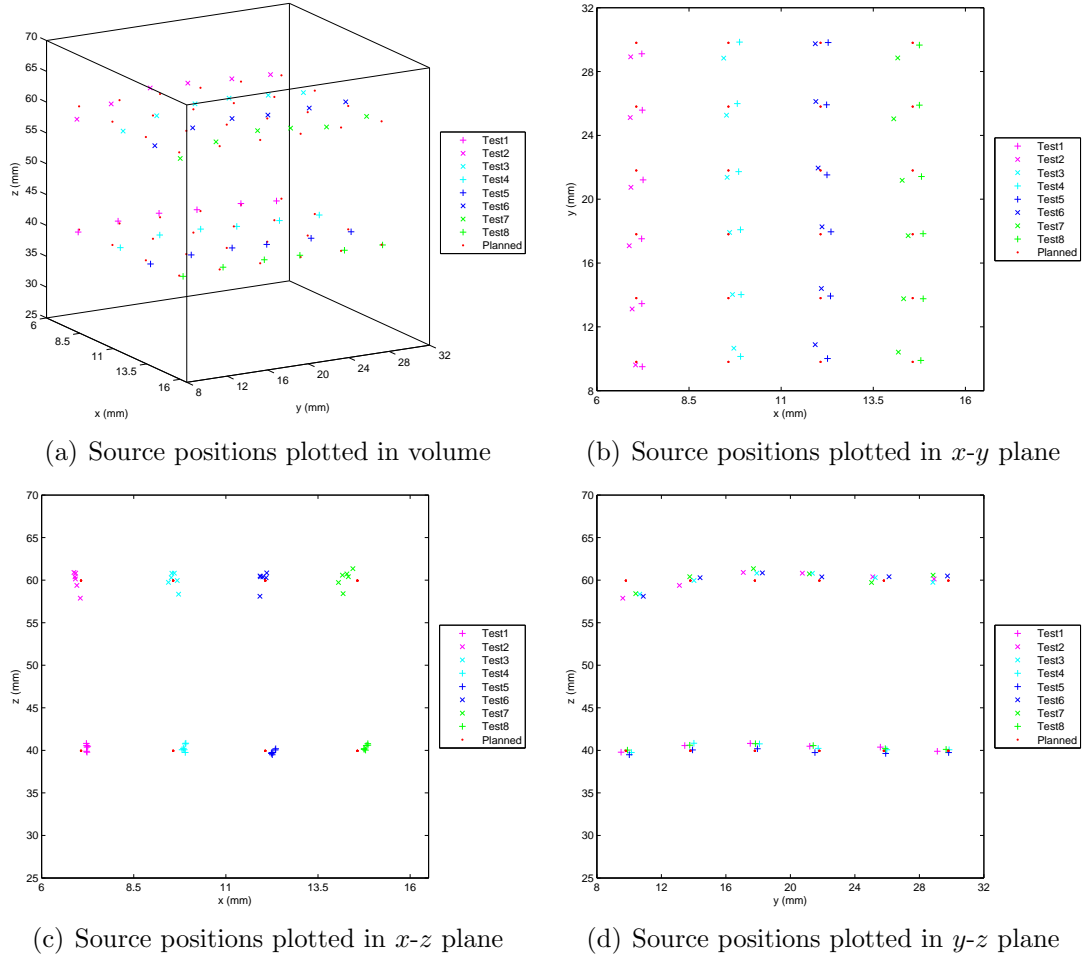 70
65
60
55
50
45
40
35
30
25
z (mm)
6
8.5
11
13.5
16
x (mm)
8
12
16
20
24
28
32
y (mm)
Test1
Test2
Test3
Test4
Test5
Test6
Test7
Test8
Planned
(a) Source positions plotted in volume
32
28
24
20
16
12
8
y (mm)
6
8.5
11
13.5
16
x (mm)
Test1
Test2
Test3
Test4
Test5
Test6
Test7
Test8
Planned
(b) Source positions plotted in x-y plane
70
65
60
55
50
45
40
35
30
25
z (mm)
6
8.5
11
13.5
16
x (mm)
Test1
Test2
Test3
Test4
Test5
Test6
Test7
Test8
Planned
(c) Source positions plotted in x-z plane
70
65
60
55
50
45
40
35
30
25
z (mm)
8
12
16
20
24
28
32
y (mm)
Test1
Test2
Test3
Test4
Test5
Test6
Test7
Test8
Planned
(d) Source positions plotted in y-z plane